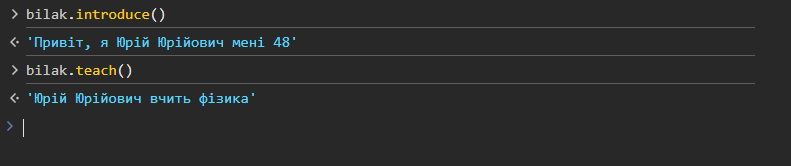 bilak.introduce()
'Привіт, я Юрій Юрійович мені 48'
bilak.teach()
'Юрій Юрійович вчить фізика'